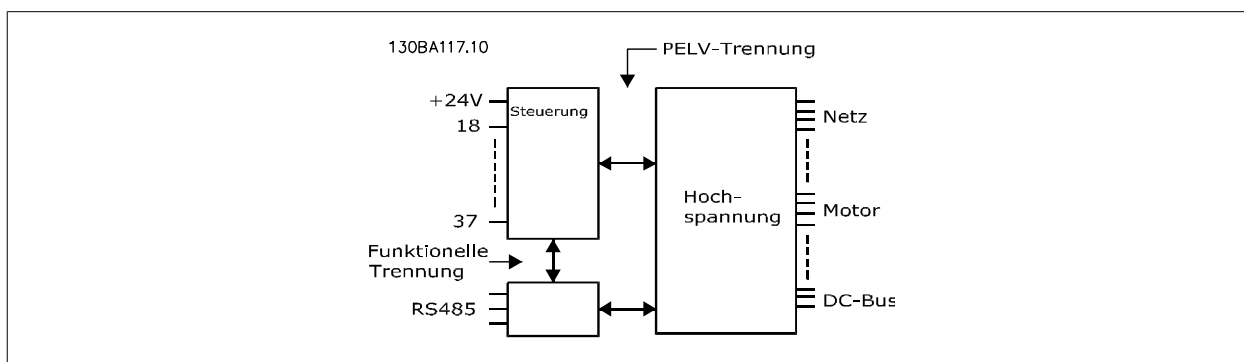 130BA117.10
PELV-Trennung
+24V
Steuerung
18
37
Hoch-
spannung
Netz
Motor
DC-Bus
Funktionelle
Trennung
RS485